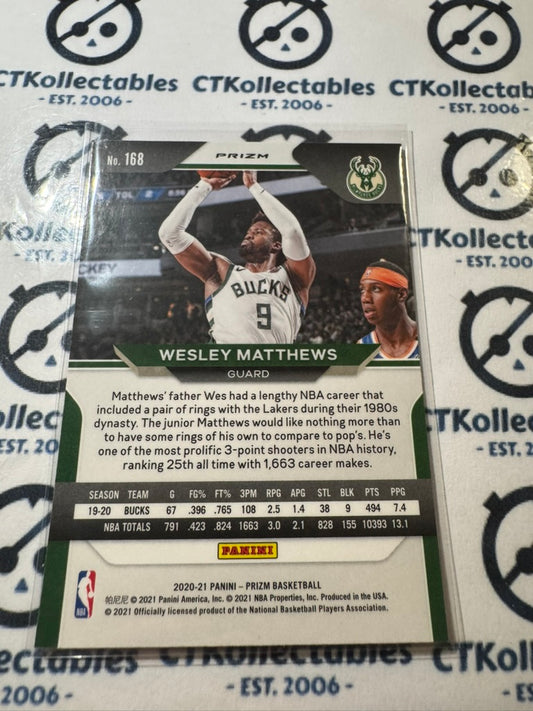 CTKollectables
CTKollectables
CTKollectables
- EST. 2006 -
- EST. 2006 -
- EST. 2006 -
No. 168
PRIZM
BUCKS
9
WESLEY MATTHEWS
GUARD
Matthews' father Wes had a lengthy NBA career that
included a pair of rings with the Lakers during their 1980s
dynasty. The junior Matthews would like nothing more than
to have some rings of his own to compare to pop's. He's
one of the most prolific 3-point shooters in NBA history,
ranking 25th all time with 1,663 career makes.
SEASON TEAM G FG% FT% 3PM RPG APG STL BLK PTS PPG
19-20 BUCKS 67 .396 .765 108 2.5 1.4 38 9 494 7.4
NBA TOTALS 791 .423 .824 1663 3.0 2.1 828 155 10393 13.1
PANINI
NBA
2020-21 PANINI – PRIZM BASKETBALL
帕尼尼 © 2021 Panini America, Inc. © 2021 NBA Properties, Inc. Produced in the USA.
© 2021 Officially licensed product of the National Basketball Players Association.
- EST. 2006 -
- EST. 2006 -